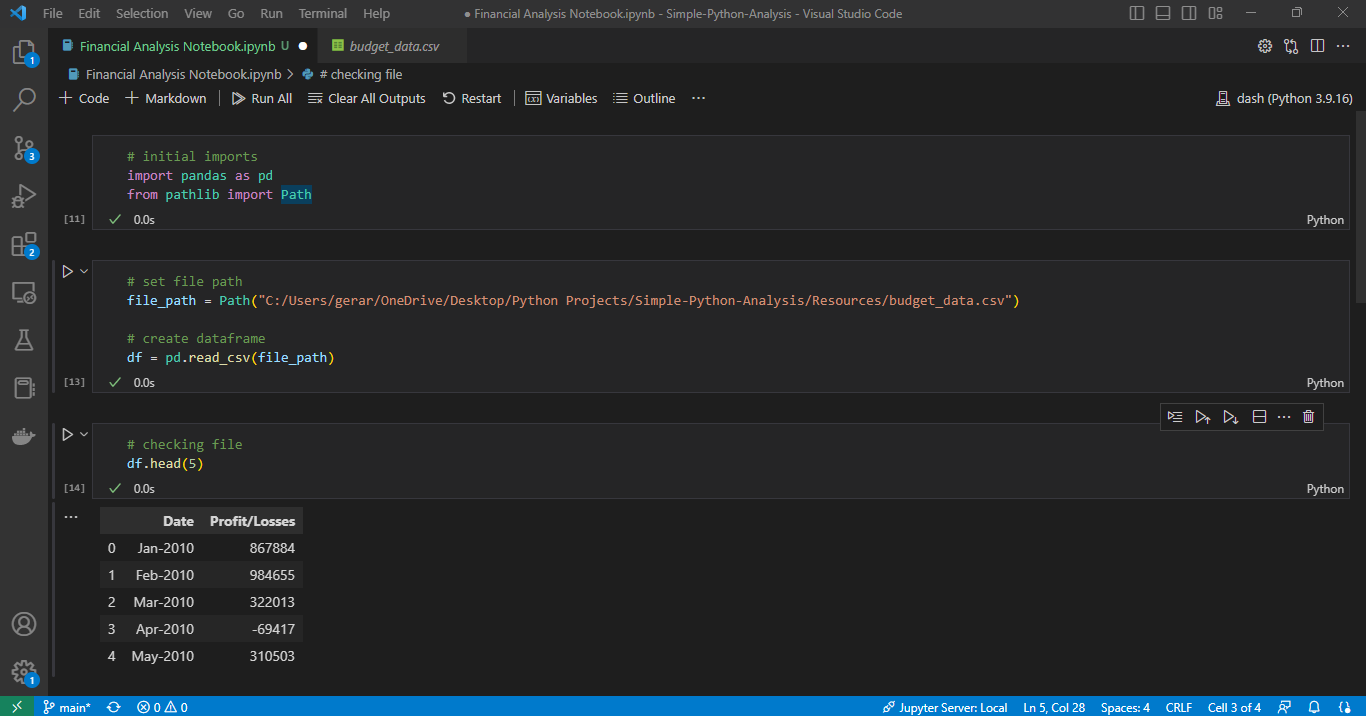 File Edit Selection View Go Run Terminal Help ● Financial Analysis Notebook.ipynb - Simple-Python-Analysis - Visual Studio Code
Financial Analysis Notebook.ipynb U ● budget_data.csv
Financial Analysis Notebook.ipynb > # checking file
+ Code + Markdown Run All Clear All Outputs Restart Variables Outline ... dash (Python 3.9.16)
1
3
2
1
# initial imports
import pandas as pd
from pathlib import Path
[11] ✓ 0.0s Python
# set file path
file_path = Path("C:/Users/gerar/OneDrive/Desktop/Python Projects/Simple-Python-Analysis/Resources/budget_data.csv")
# create dataframe
df = pd.read_csv(file_path)
[13] ✓ 0.0s Python
# checking file
df.head(5)
[14] ✓ 0.0s Python
... Date Profit/Losses
0 Jan-2010 867884
1 Feb-2010 984655
2 Mar-2010 322013
3 Apr-2010 -69417
4 May-2010 310503
main* 0 0 Jupyter Server: Local Ln 5, Col 28 Spaces: 4 CRLF Cell 3 of 4